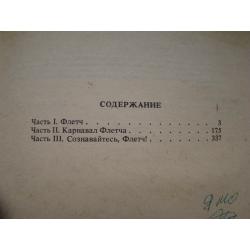 СОДЕРЖАНИЕ
Часть I. Флетч . . . . . . . . . . . 3
Часть II. Карнавал Флетча . . . . . . . . 175
Часть III. Сознавайтесь, Флетч! . . . . . . 337